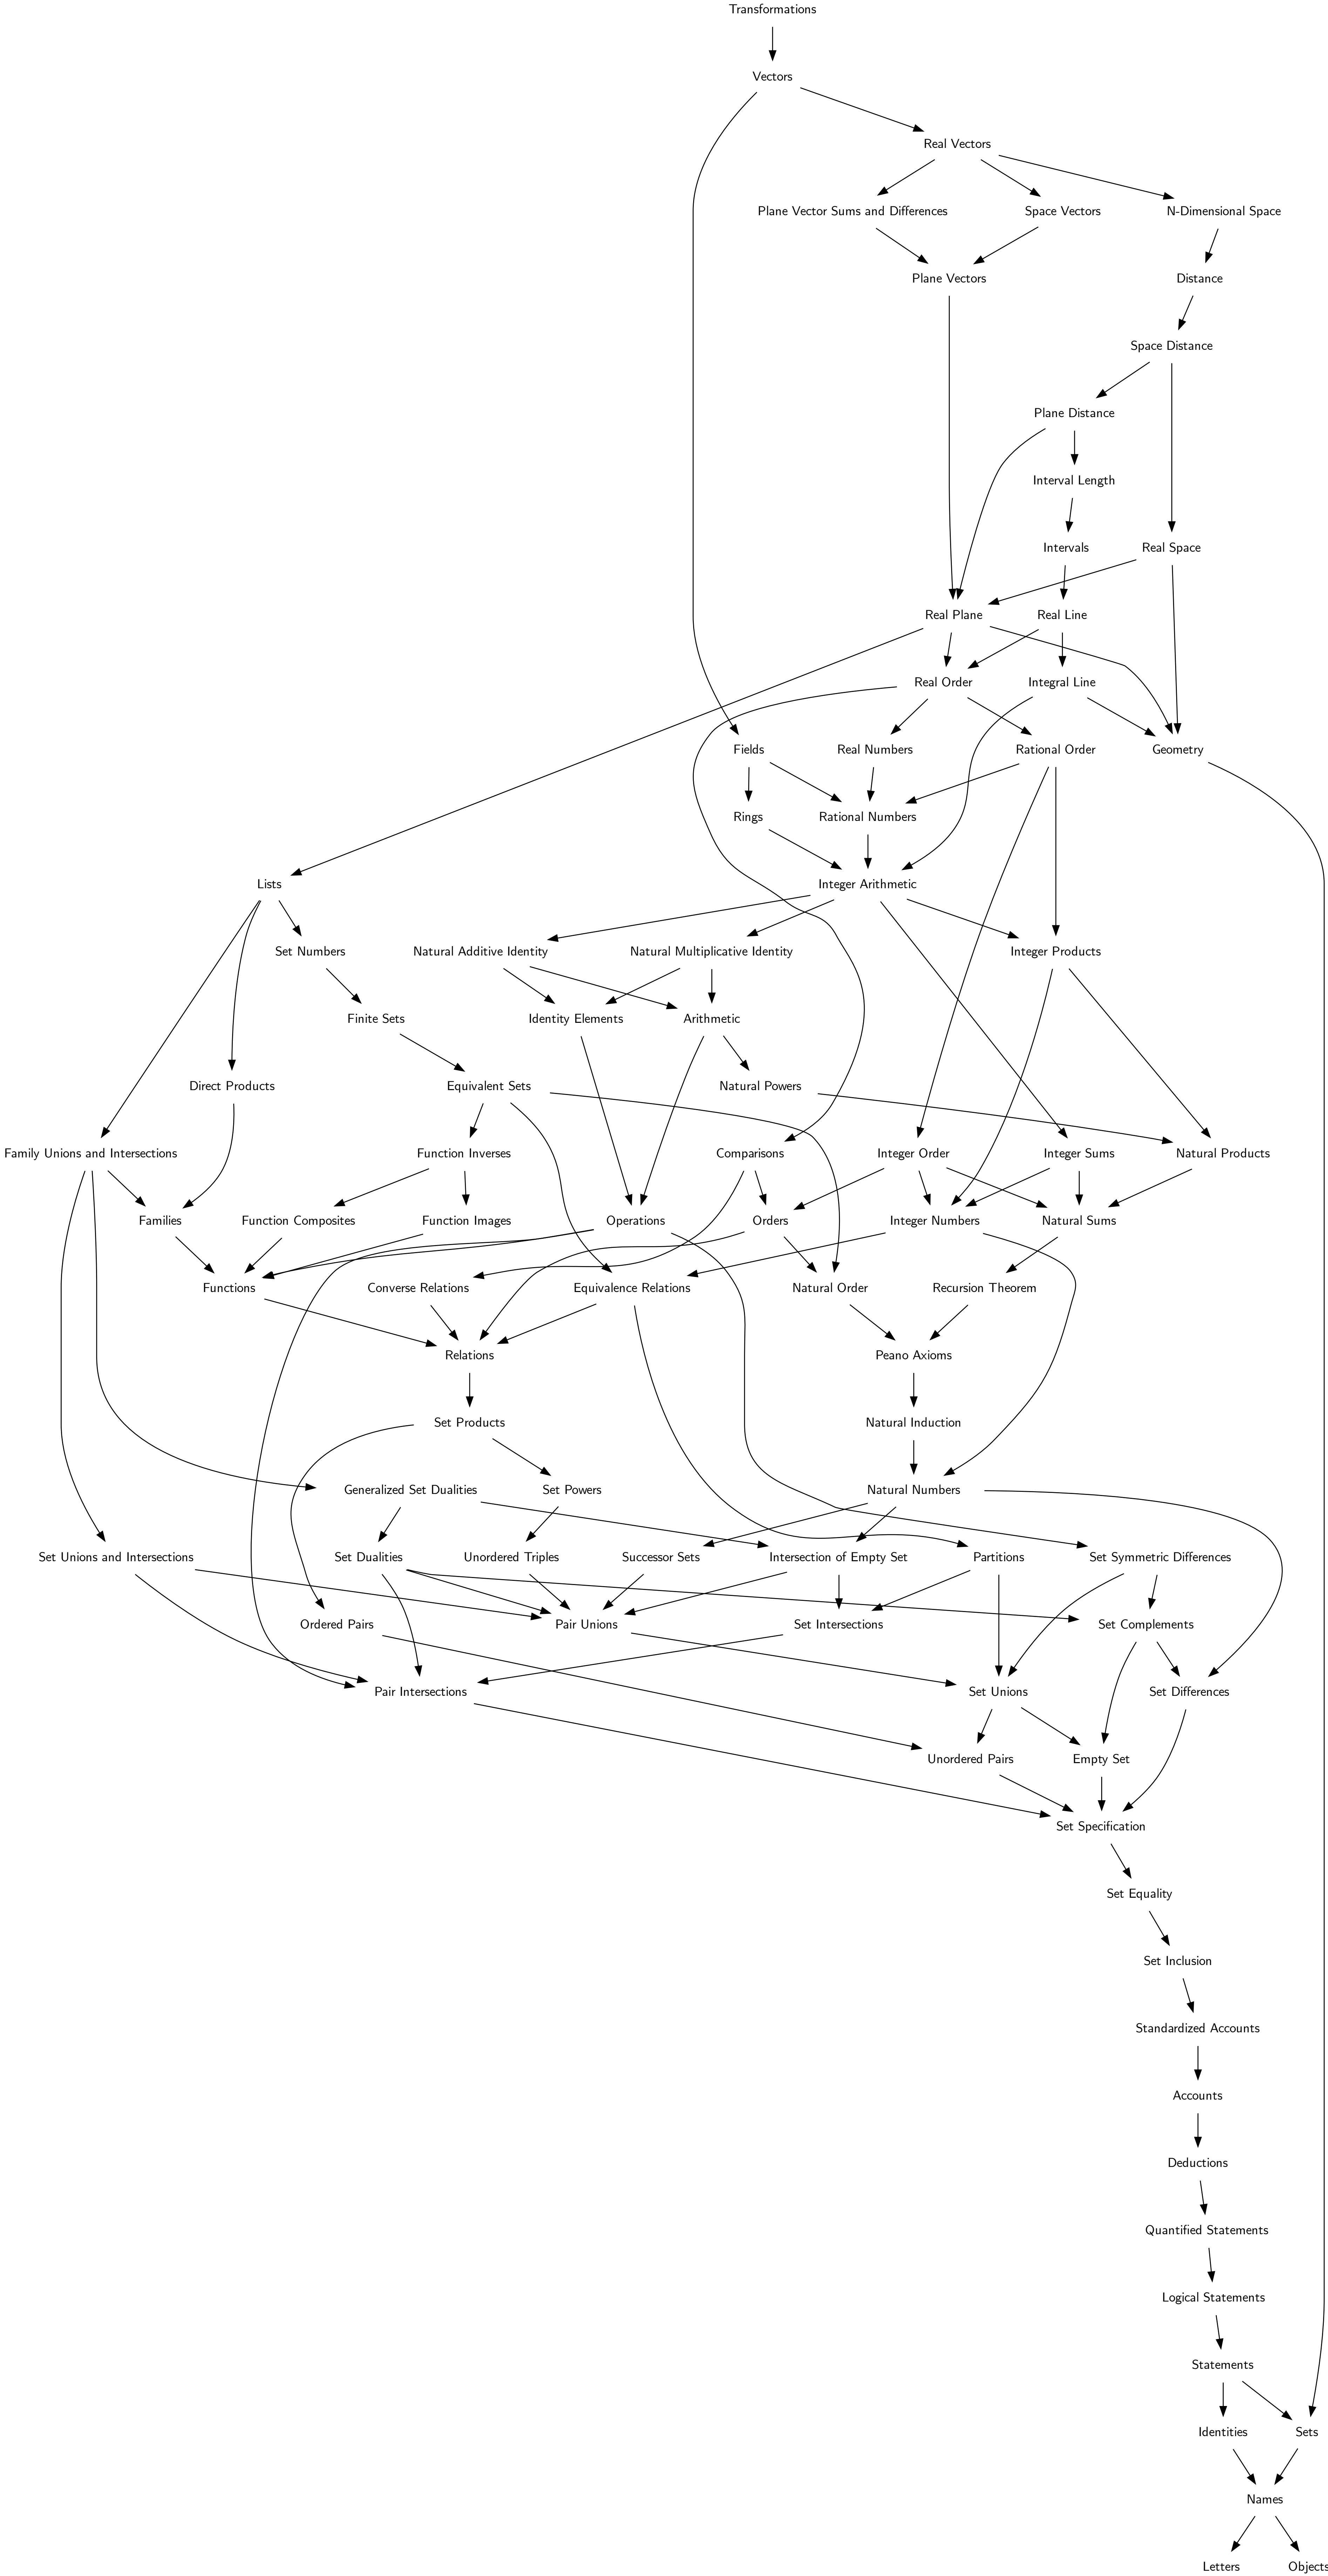 Transformations
Vectors
Real Vectors
Plane Vector Sums and Differences
Space Vectors
N-Dimensional Space
Plane Vectors
Distance
Space Distance
Plane Distance
Interval Length
Intervals
Real Space
Real Plane
Real Line
Real Order
Integral Line
Fields
Real Numbers
Rational Order
Geometry
Rings
Rational Numbers
Lists
Integer Arithmetic
Set Numbers
Natural Additive Identity
Natural Multiplicative Identity
Integer Products
Finite Sets
Identity Elements
Arithmetic
Direct Products
Equivalent Sets
Natural Powers
Family Unions and Intersections
Function Inverses
Comparisons
Integer Order
Integer Sums
Natural Products
Families
Function Composites
Function Images
Operations
Orders
Integer Numbers
Natural Sums
Functions
Converse Relations
Equivalence Relations
Natural Order
Recursion Theorem
Relations
Peano Axioms
Set Products
Natural Induction
Generalized Set Dualities
Set Powers
Natural Numbers
Set Unions and Intersections
Set Dualities
Unordered Triples
Successor Sets
Intersection of Empty Set
Partitions
Set Symmetric Differences
Ordered Pairs
Pair Unions
Set Intersections
Set Complements
Pair Intersections
Set Unions
Set Differences
Unordered Pairs
Empty Set
Set Specification
Set Equality
Set Inclusion
Standardized Accounts
Accounts
Deductions
Quantified Statements
Logical Statements
Statements
Identities
Sets
Names
Letters
Objects